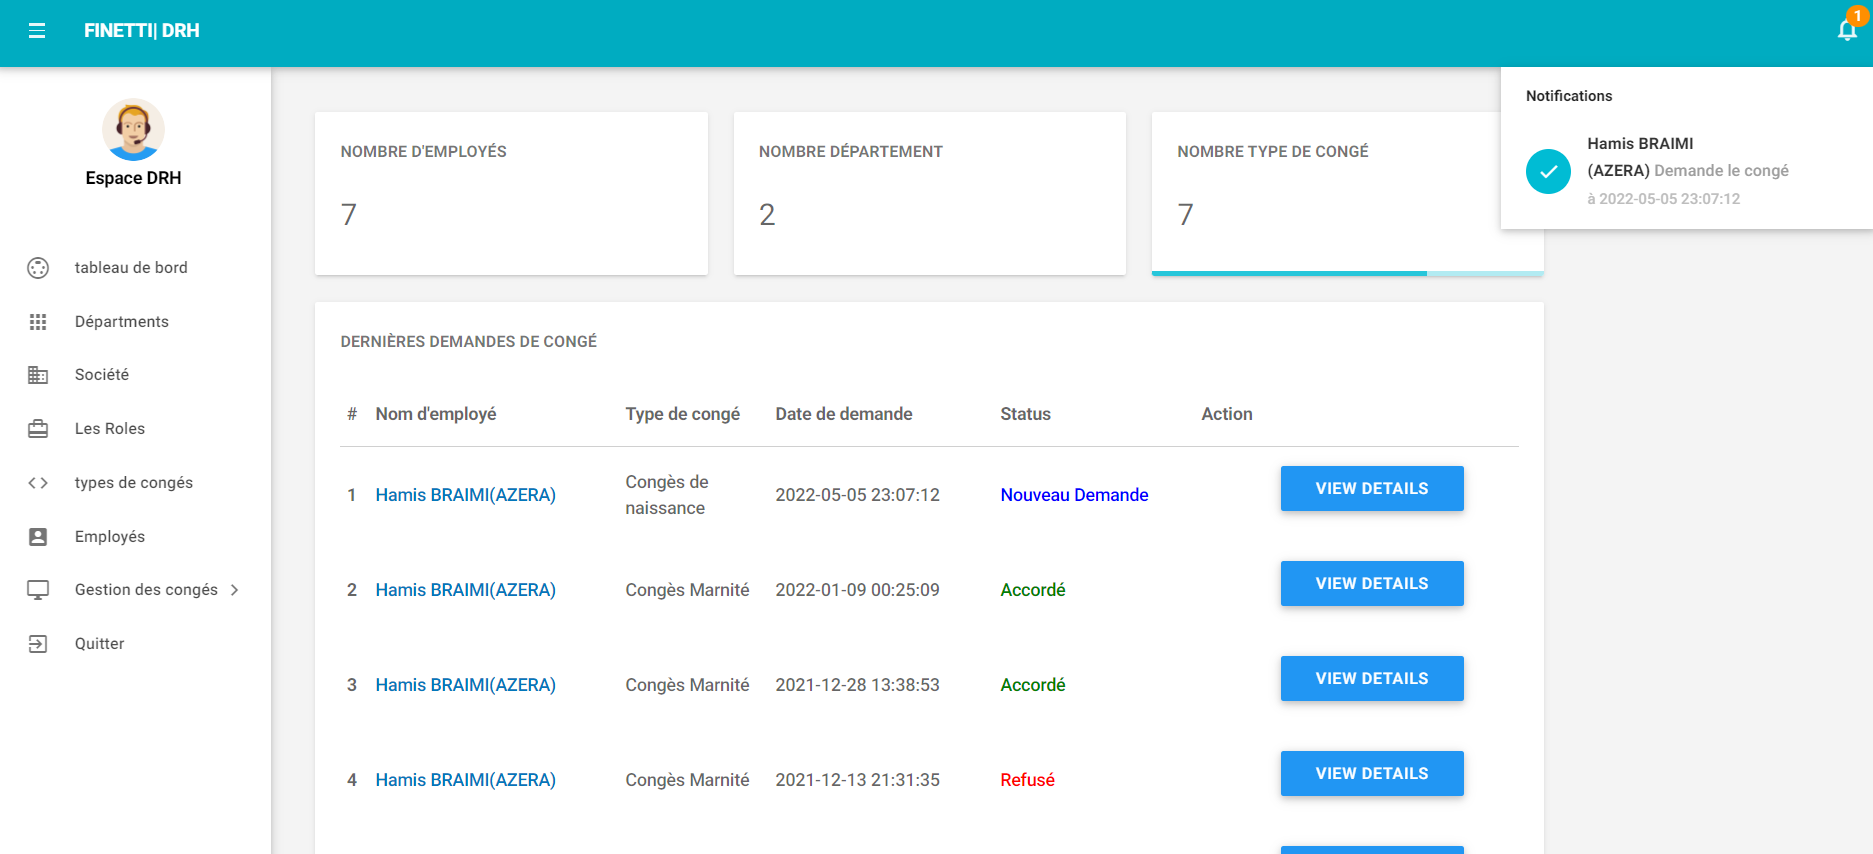 FINETTI| DRH
1
Notifications
Hamis BRAIMI
(AZERA) Demande le congé
à 2022-05-05 23:07:12
Espace DRH
tableau de bord
Départments
Société
Les Roles
types de congés
Employés
Gestion des congés
Quitter
NOMBRE D'EMPLOYÉS
7
NOMBRE DÉPARTEMENT
2
NOMBRE TYPE DE CONGÉ
7
DERNIÈRES DEMANDES DE CONGÉ
# Nom d'employé Type de congé Date de demande Status Action
1 Hamis BRAIMI(AZERA) Congès de naissance 2022-05-05 23:07:12 Nouveau Demande VIEW DETAILS
2 Hamis BRAIMI(AZERA) Congès Marnité 2022-01-09 00:25:09 Accordé VIEW DETAILS
3 Hamis BRAIMI(AZERA) Congès Marnité 2021-12-28 13:38:53 Accordé VIEW DETAILS
4 Hamis BRAIMI(AZERA) Congès Marnité 2021-12-13 21:31:35 Refusé VIEW DETAILS